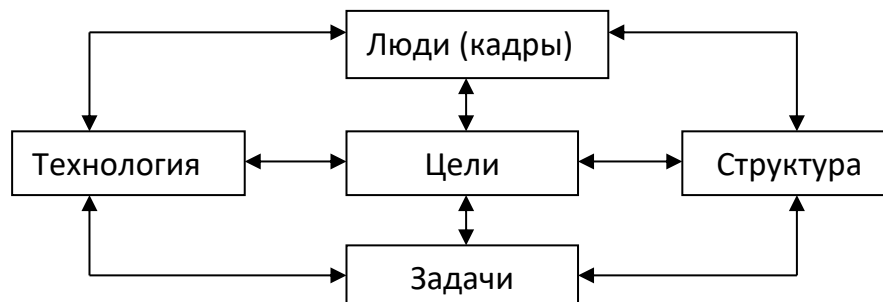 Люди (кадры)
Технология
Цели
Структура
Задачи